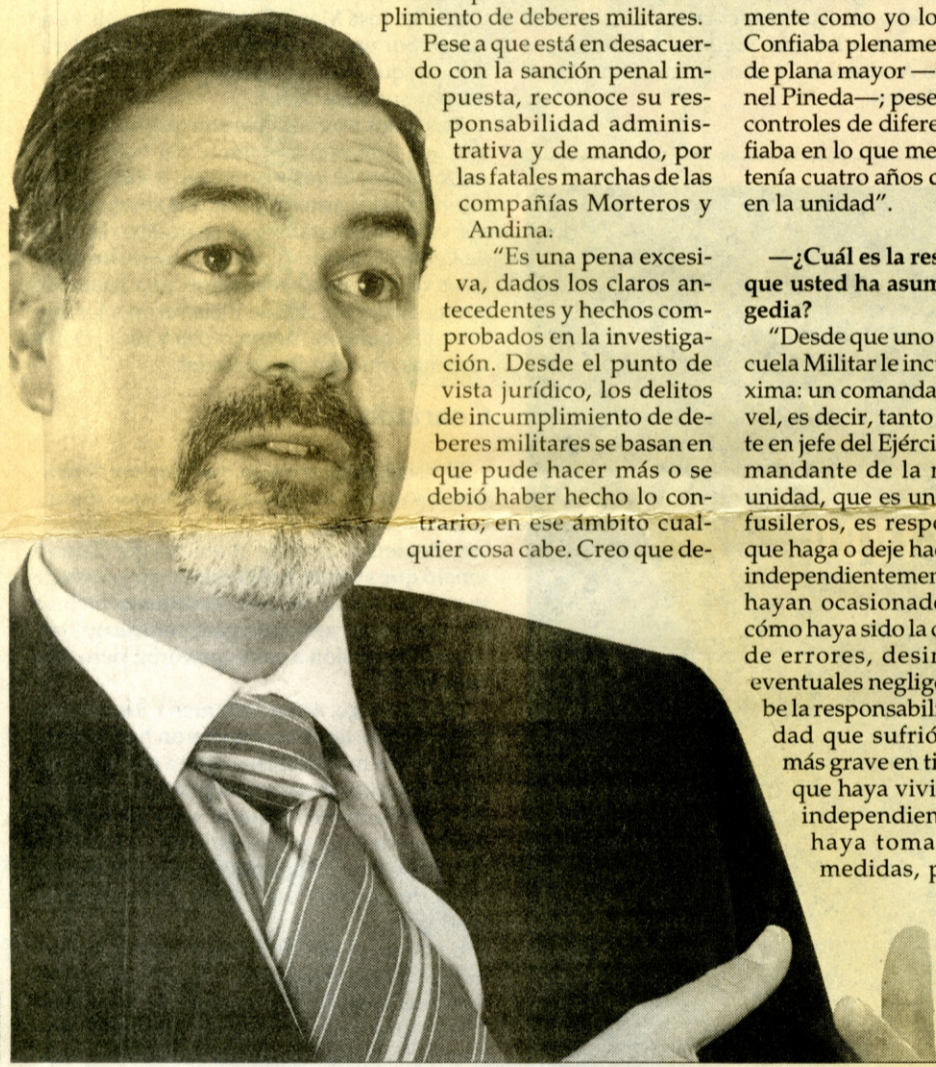 plimiento de deberes militares.
Pese a que está en desacuer-
do con la sanción penal im-
puesta, reconoce su res-
ponsabilidad adminis-
trativa y de mando, por
las fatales marchas de las
compañías Morteros y
Andina.
"Es una pena excesi-
va, dados los claros an-
tecedentes y hechos com-
probados en la investiga-
ción. Desde el punto de
vista jurídico, los delitos
de incumplimiento de de-
beres militares se basan en
que pude hacer más o se
debió haber hecho lo con-
trario; en ese ámbito cual-
quier cosa cabe. Creo que de-
mente como yo lo
Confiaba plename
de plana mayor —
nel Pineda—; pese
controles de difere
fiaba en lo que me
tenía cuatro años d
en la unidad".
—¿Cuál es la res
que usted ha asum
gedia?
"Desde que uno
cuela Militar le inc
xima: un comanda
vel, es decir, tanto
te en jefe del Ejérci
mandante de la m
unidad, que es un
fusileros, es respo
que haga o deje hac
independientemer
hayan ocasionado
cómo haya sido la c
de errores, desin
eventuales neglige
be la responsabili
dad que sufrió
más grave en ti
que haya vivi
independien
haya toma
medidas, p